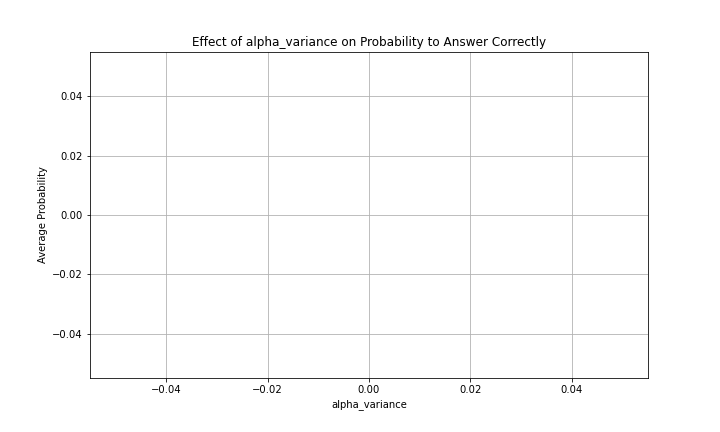 Effect of alpha_variance on Probability to Answer Correctly
0.04
0.02
0.00
−0.02
−0.04
Average Probability
−0.04 −0.02 0.00 0.02 0.04
alpha_variance